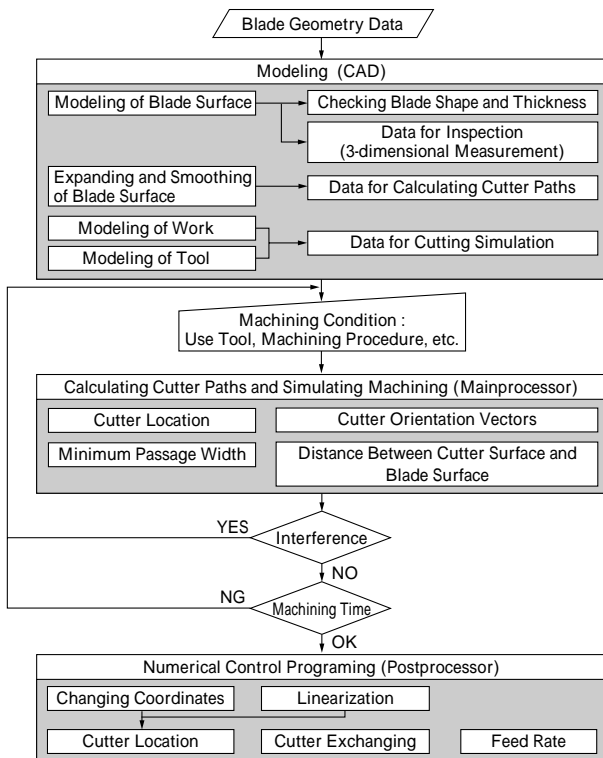 Blade Geometry Data
Modeling (CAD)
Modeling of Blade Surface
Checking Blade Shape and Thickness
Data for Inspection
(3-dimensional Measurement)
Expanding and Smoothing
of Blade Surface
Data for Calculating Cutter Paths
Modeling of Work
Modeling of Tool
Data for Cutting Simulation
Machining Condition :
Use Tool, Machining Procedure, etc.
Calculating Cutter Paths and Simulating Machining (Mainprocessor)
Cutter Location
Cutter Orientation Vectors
Minimum Passage Width
Distance Between Cutter Surface and
Blade Surface
YES
Interference
NO
NG
Machining Time
OK
Numerical Control Programing (Postprocessor)
Changing Coordinates
Linearization
Cutter Location
Cutter Exchanging
Feed Rate